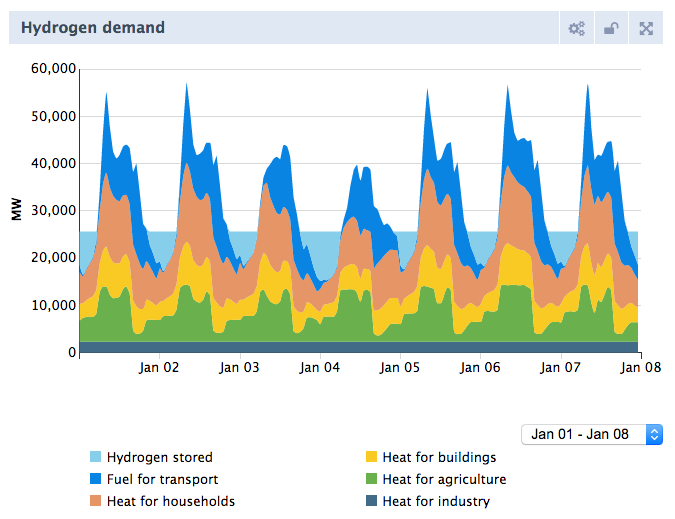 Hydrogen demand
60,000
50,000
40,000
30,000
20,000
10,000
0
MW
Jan 02 Jan 03 Jan 04 Jan 05 Jan 06 Jan 07 Jan 08
Jan 01 - Jan 08
Hydrogen stored
Fuel for transport
Heat for households
Heat for buildings
Heat for agriculture
Heat for industry